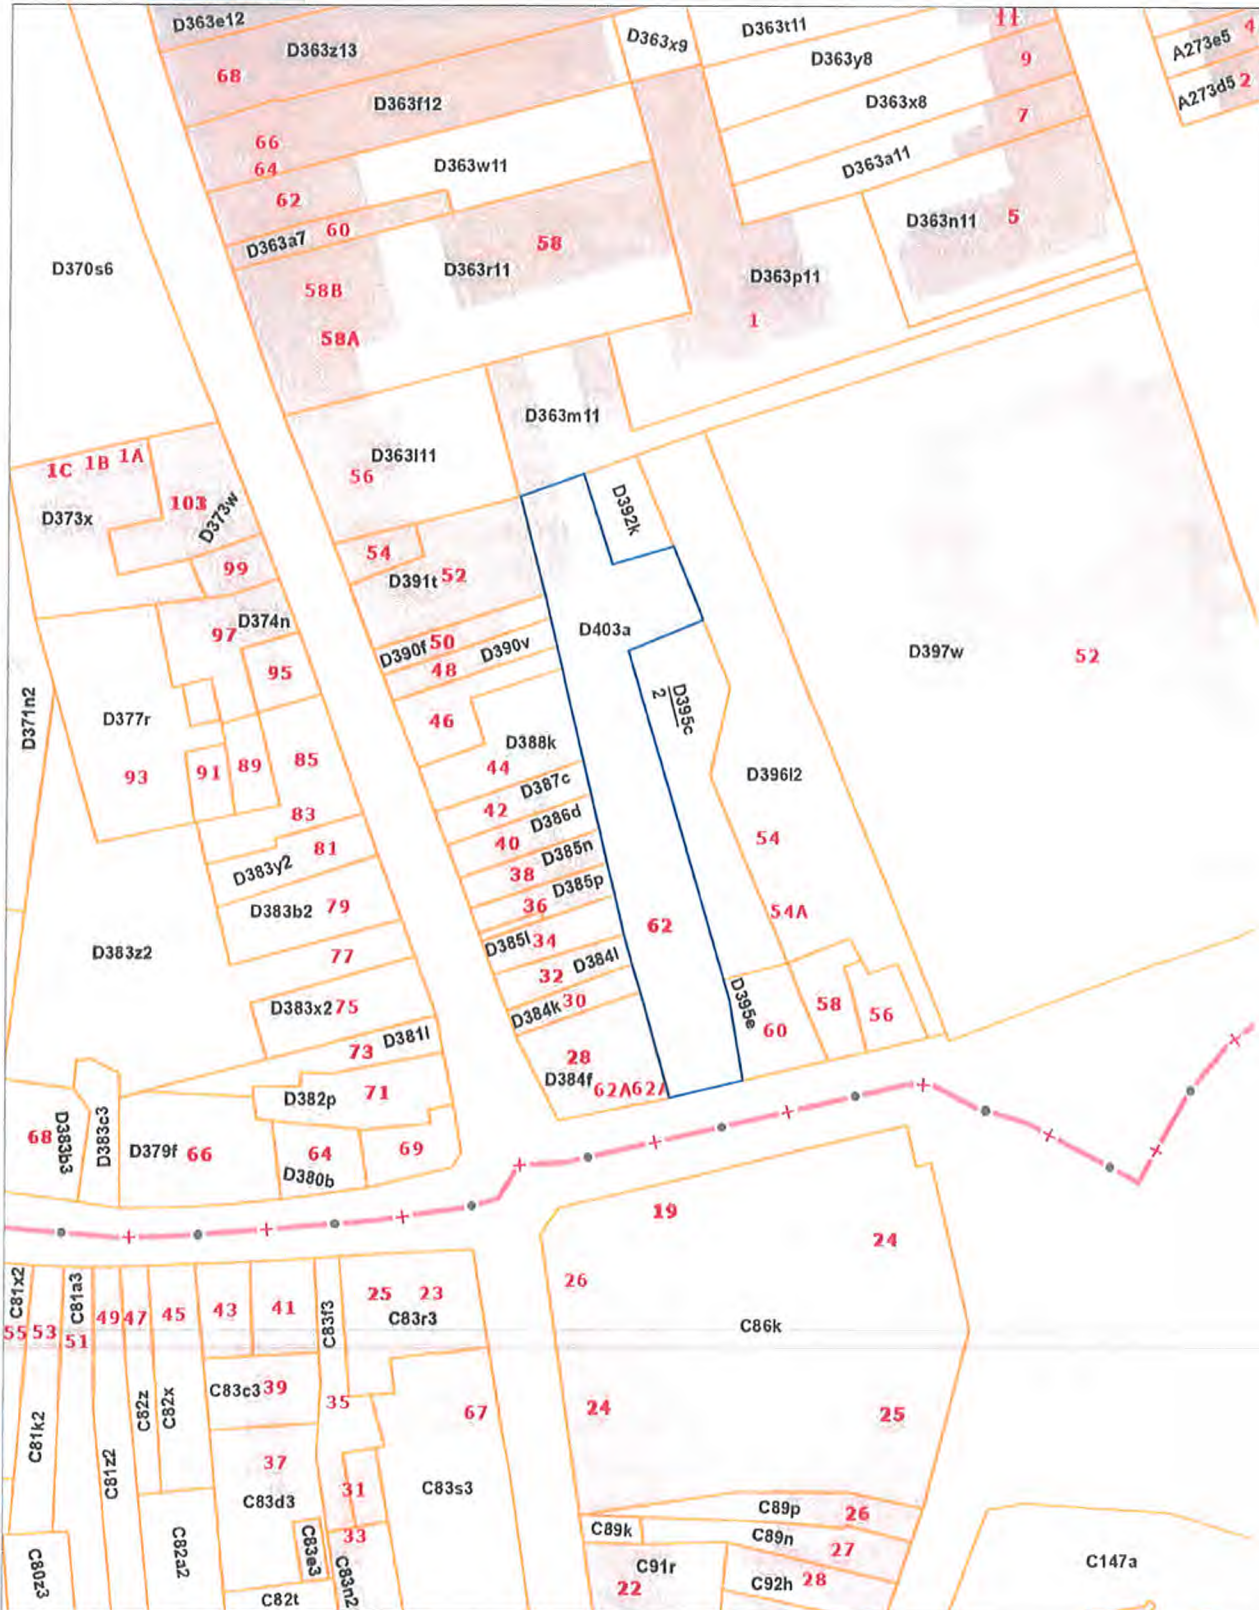 D363e12
D363z13
68
D363x9
D363t11
11
D363y8
9
A273e5
4
A273d5
2
D363f12
D363x8
7
66
64
D363w11
D363a11
62
D363a7
60
58
D363n11
5
D370s6
D363r11
D363p11
58B
1
58A
D363m11
D363l11
56
1C
1B
1A
103
D373x
D373w
D392k
99
54
D391t
52
D374n
97
D390f
50
D390v
D403a
D397w
52
48
95
D371n2
D377r
46
D395c
2
D388k
93
91
89
85
44
D387c
D396l2
42
D386d
83
54
81
40
D385n
D383y2
38
D385p
D383b2
79
36
54A
D383z2
77
D385l
34
62
32
D384l
D383x2
75
D384k
30
D395e
58
56
60
73
D381l
28
D384f
62A
62A
D382p
71
68
D383b3
D383c3
D379f
66
64
69
D380b
19
24
26
C81x2
C81a3
55
53
51
49
47
45
43
41
C83f3
25
23
C83r3
C86k
C83c3
39
35
67
24
25
C81k2
C82z
C82x
C81z2
37
31
C83s3
C83d3
C89p
26
33
C89k
C89n
27
C80z3
C82a2
C83e3
C83n2
C91r
C92h
28
22
C147a
C82t